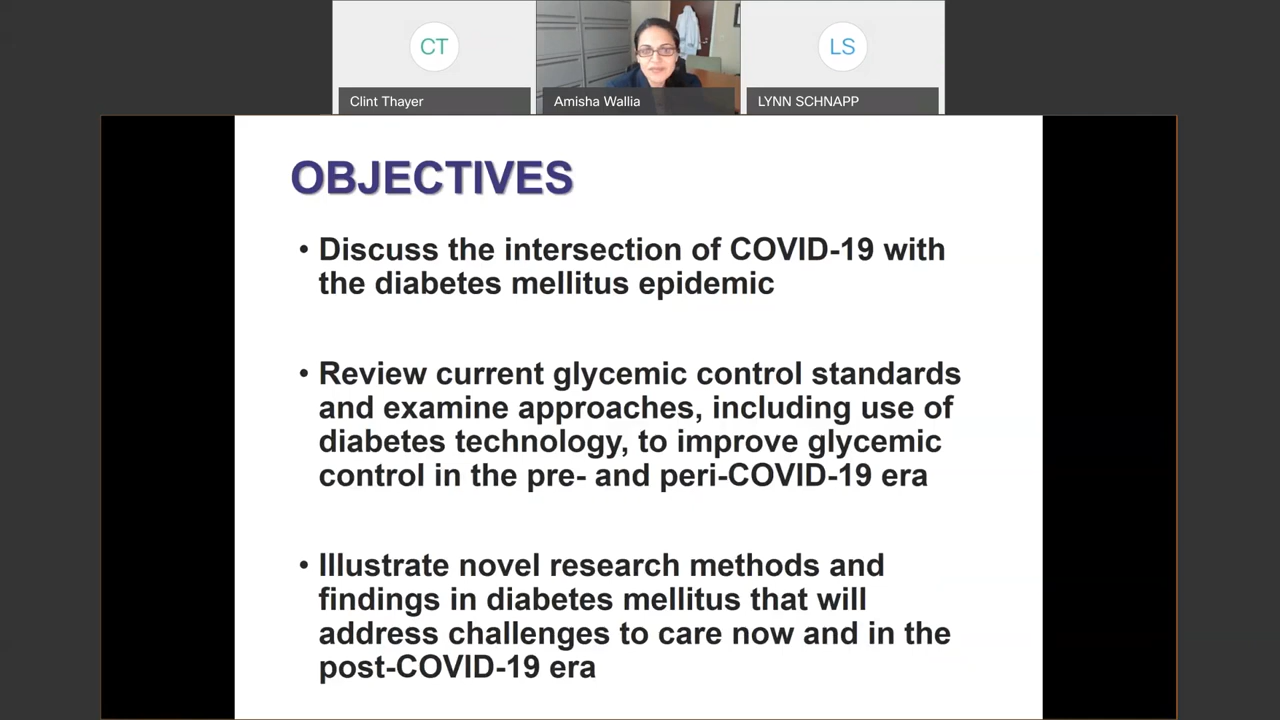 CT
LS
Clint Thayer
Amisha Wallia
LYNN SCHNAPP
OBJECTIVES
• Discuss the intersection of COVID-19 with
the diabetes mellitus epidemic
• Review current glycemic control standards
and examine approaches, including use of
diabetes technology, to improve glycemic
control in the pre- and peri-COVID-19 era
• Illustrate novel research methods and
findings in diabetes mellitus that will
address challenges to care now and in the
post-COVID-19 era